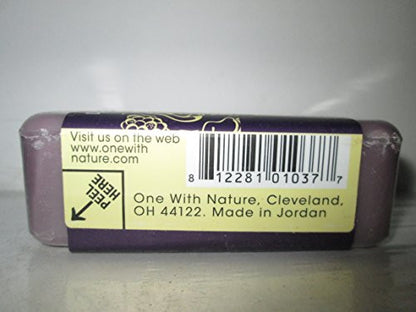 Visit us on the web
www.onewith
nature.com
PEEL
HERE
8 12281 01037 7
One With Nature, Cleveland,
OH 44122. Made in Jordan